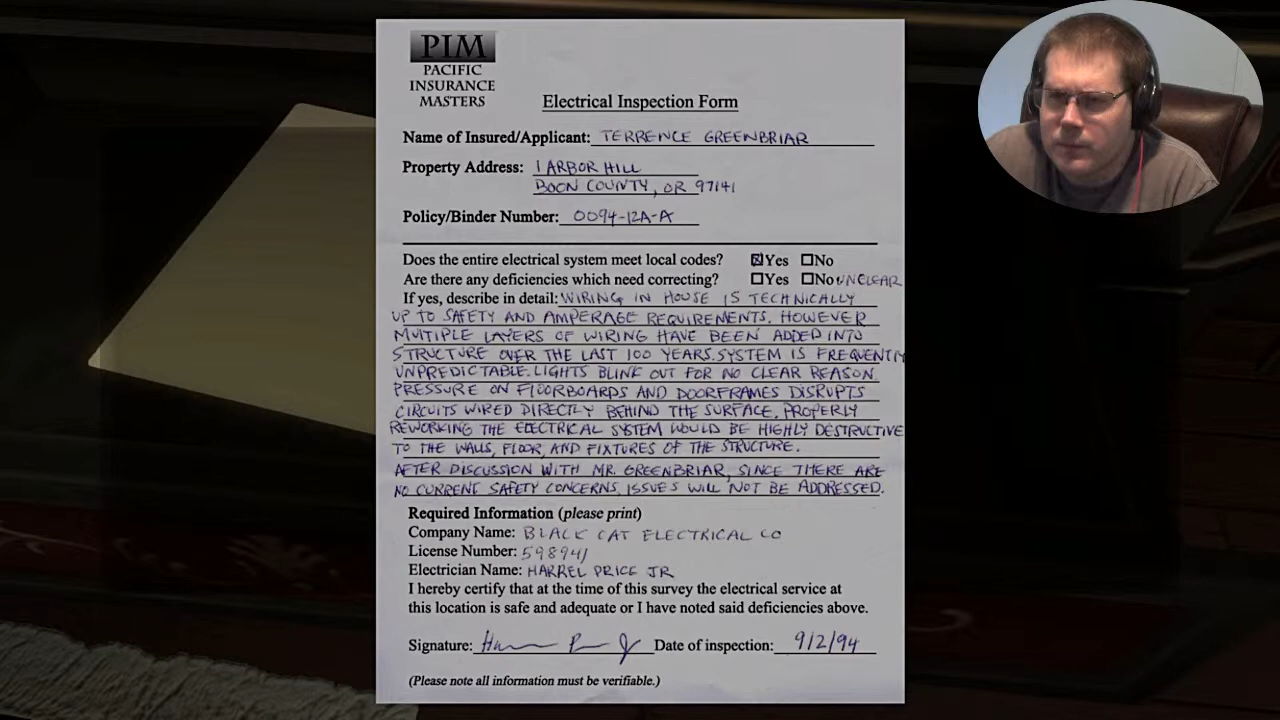 PIM
PACIFIC
INSURANCE
MASTERS
Electrical Inspection Form
Name of Insured/Applicant: TERRENCE GREENBRIAR
Property Address: 1 ARBOR HILL
BOON COUNTY, OR 97141
Policy/Binder Number: 0094-12A-A
Does the entire electrical system meet local codes? ☒Yes ☐No
Are there any deficiencies which need correcting? ☐Yes ☐No UNCLEAR
If yes, describe in detail: WIRING IN HOUSE IS TECHNICALLY
UP TO SAFETY AND AMPERAGE REQUIREMENTS. HOWEVER
MULTIPLE LAYERS OF WIRING HAVE BEEN ADDED INTO
STRUCTURE OVER THE LAST 100 YEARS. SYSTEM IS FREQUENTLY
UNPREDICTABLE. LIGHTS BLINK OUT FOR NO CLEAR REASON.
PRESSURE ON FLOORBOARDS AND DOORFRAMES DISRUPTS
CIRCUITS WIRED DIRECTLY BEHIND THE SURFACE. PROPERLY
REWORKING THE ELECTRICAL SYSTEM WOULD BE HIGHLY DESTRUCTIVE
TO THE WALLS, FLOOR, AND FIXTURES OF THE STRUCTURE.
AFTER DISCUSSION WITH MR. GREENBRIAR, SINCE THERE ARE
NO CURRENT SAFETY CONCERNS, ISSUES WILL NOT BE ADDRESSED.
Required Information (please print)
Company Name: BLACK CAT ELECTRICAL CO
License Number: 598941
Electrician Name: HARREL PRICE JR
I hereby certify that at the time of this survey the electrical service at
this location is safe and adequate or I have noted said deficiencies above.
Signature: Date of inspection: 9/2/94
(Please note all information must be verifiable.)